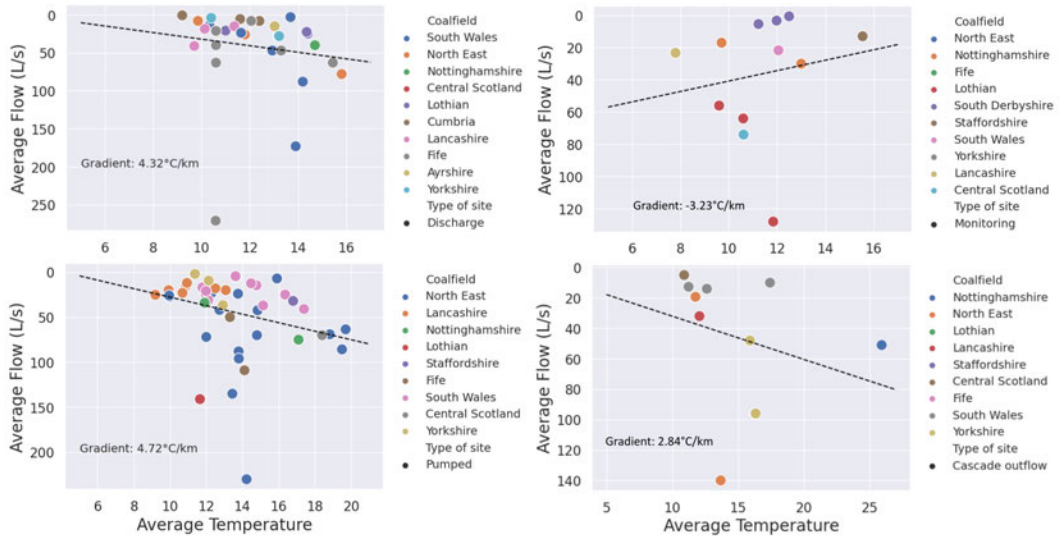 0
50
100
150
200
250
Average Flow (L/s)
6
8
10
12
14
16
Gradient: 4.32°C/km
Coalfield
South Wales
North East
Nottinghamshire
Central Scotland
Lothian
Cumbria
Lancashire
Fife
Ayrshire
Yorkshire
Type of site
Discharge
0
20
40
60
80
100
120
Average Flow (L/s)
6
8
10
12
14
16
Gradient: -3.23°C/km
Coalfield
North East
Nottinghamshire
Fife
Lothian
South Derbyshire
Staffordshire
South Wales
Yorkshire
Lancashire
Central Scotland
Type of site
Monitoring
0
50
100
150
200
Average Flow (L/s)
6
8
10
12
14
16
18
20
Average Temperature
Gradient: 4.72°C/km
Coalfield
North East
Lancashire
Nottinghamshire
Lothian
Staffordshire
Fife
South Wales
Central Scotland
Yorkshire
Type of site
Pumped
0
20
40
60
80
100
120
140
Average Flow (L/s)
5
10
15
20
25
Average Temperature
Gradient: 2.84°C/km
Coalfield
Nottinghamshire
North East
Lothian
Lancashire
Staffordshire
Central Scotland
Fife
South Wales
Yorkshire
Type of site
Cascade outflow